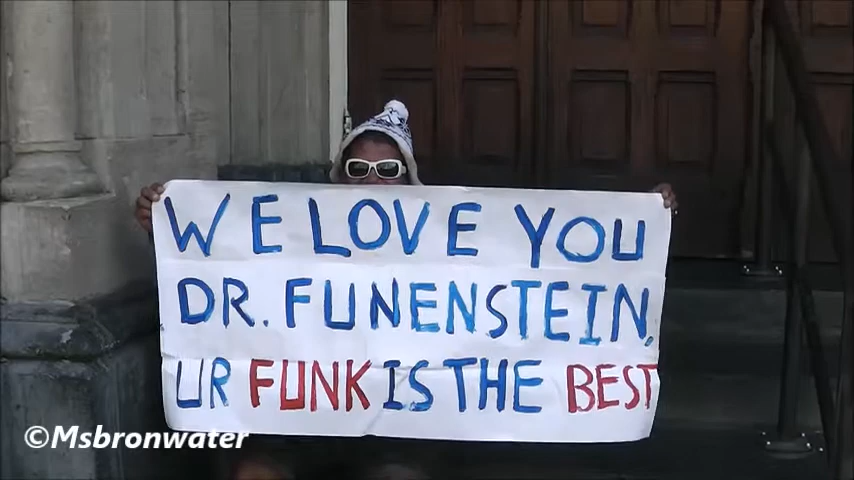 WE LOVE YOU
DR. FUNENSTEIN,
UR FUNK IS THE BEST
©Msbronwater